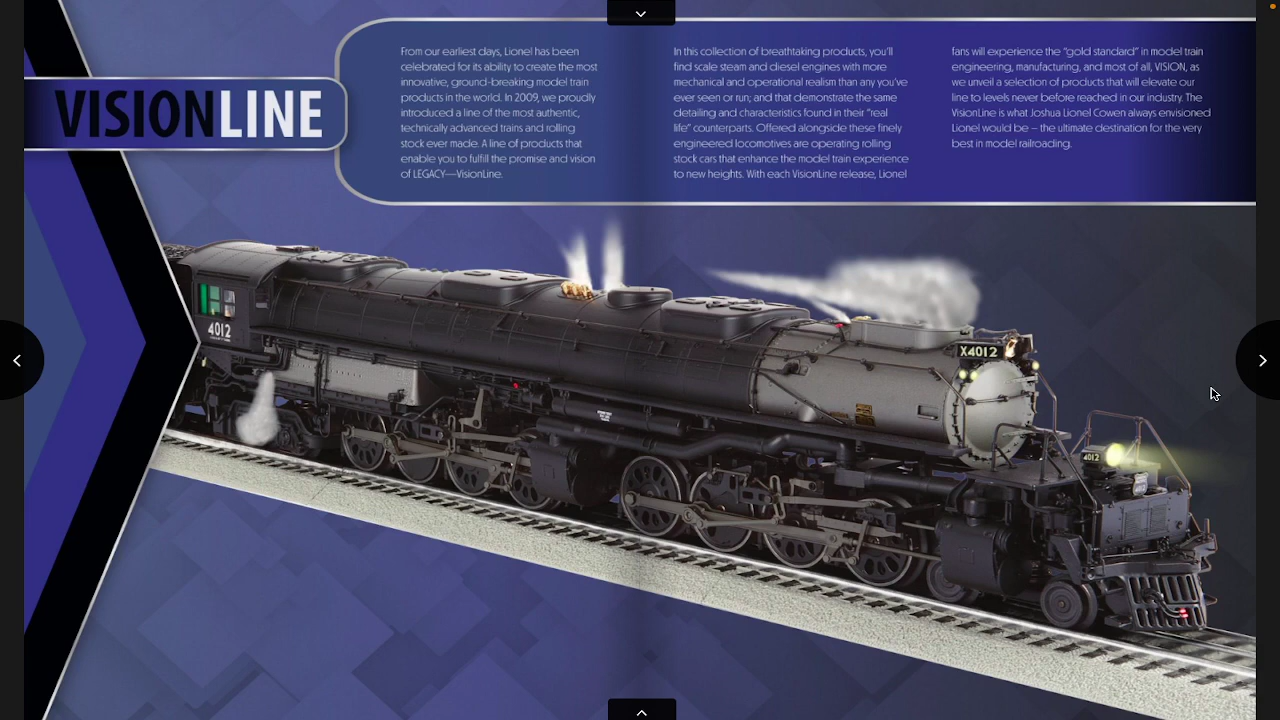 VISIONLINE
From our earliest days, Lionel has been
celebrated for its ability to create the most
innovative, ground-breaking model train
products in the world. In 2009, we proudly
introduced a line of the most authentic,
technically advanced trains and rolling
stock ever made. A line of products that
enable you to fulfill the promise and vision
of LEGACY—VisionLine.
In this collection of breathtaking products, you'll
find scale steam and diesel engines with more
mechanical and operational realism than any you've
ever seen or run; and that demonstrate the same
detailing and characteristics found in their "real
life" counterparts. Offered alongside these finely
engineered locomotives are operating rolling
stock cars that enhance the model train experience
to new heights. With each VisionLine release, Lionel
fans will experience the "gold standard" in model train
engineering, manufacturing, and most of all, VISION, as
we unveil a selection of products that will elevate our
line to levels never before reached in our industry. The
VisionLine is what Joshua Lionel Cowen always envisioned
Lionel would be – the ultimate destination for the very
best in model railroading.
4012
X4012
4012